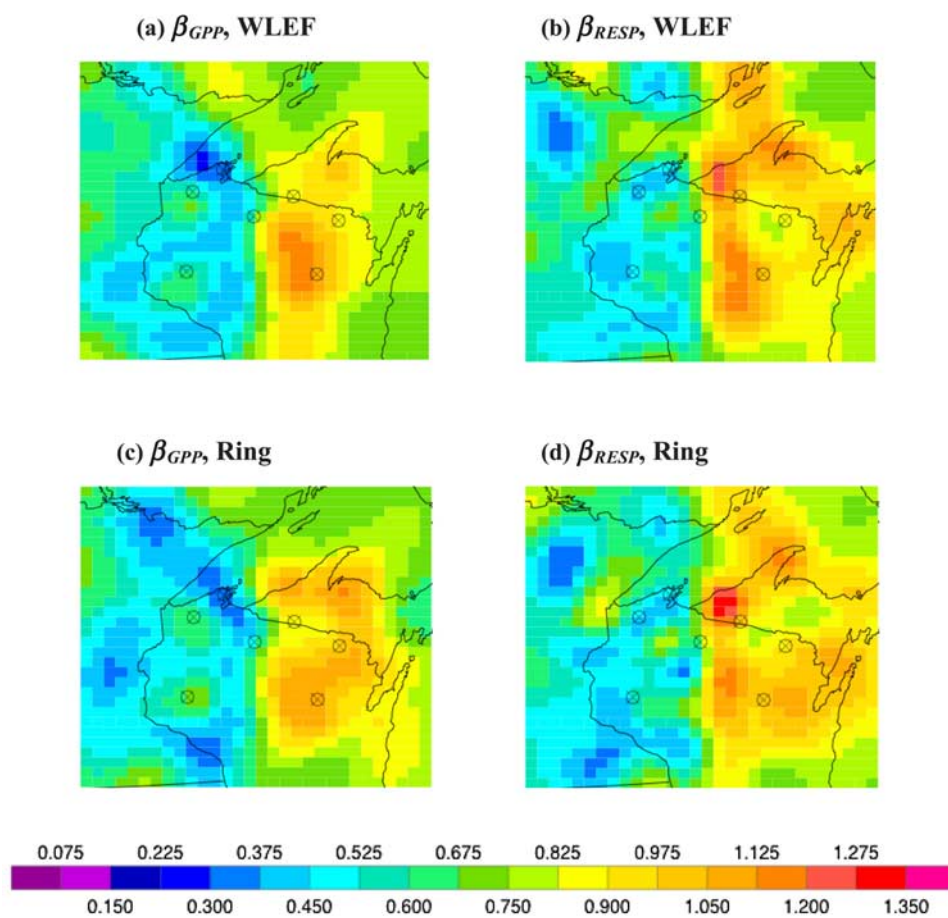 (a) βGPP, WLEF
(b) βRESP, WLEF
(c) βGPP, Ring
(d) βRESP, Ring
0.075 0.225 0.375 0.525 0.675 0.825 0.975 1.125 1.275
0.150 0.300 0.450 0.600 0.750 0.900 1.050 1.200 1.350